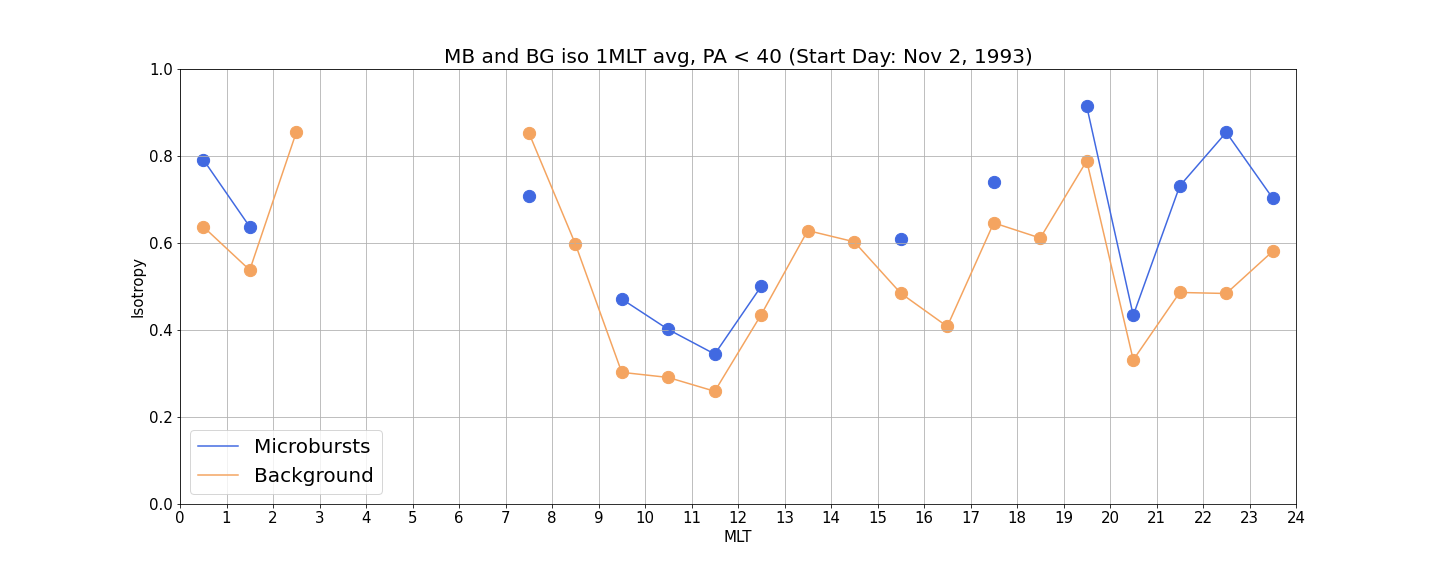 MB and BG iso 1MLT avg, PA < 40 (Start Day: Nov 2, 1993)
1.0
0.8
0.6
0.4
0.2
0.0
Isotropy
Microbursts
Background
0 1 2 3 4 5 6 7 8 9 10 11 12 13 14 15 16 17 18 19 20 21 22 23 24
MLT